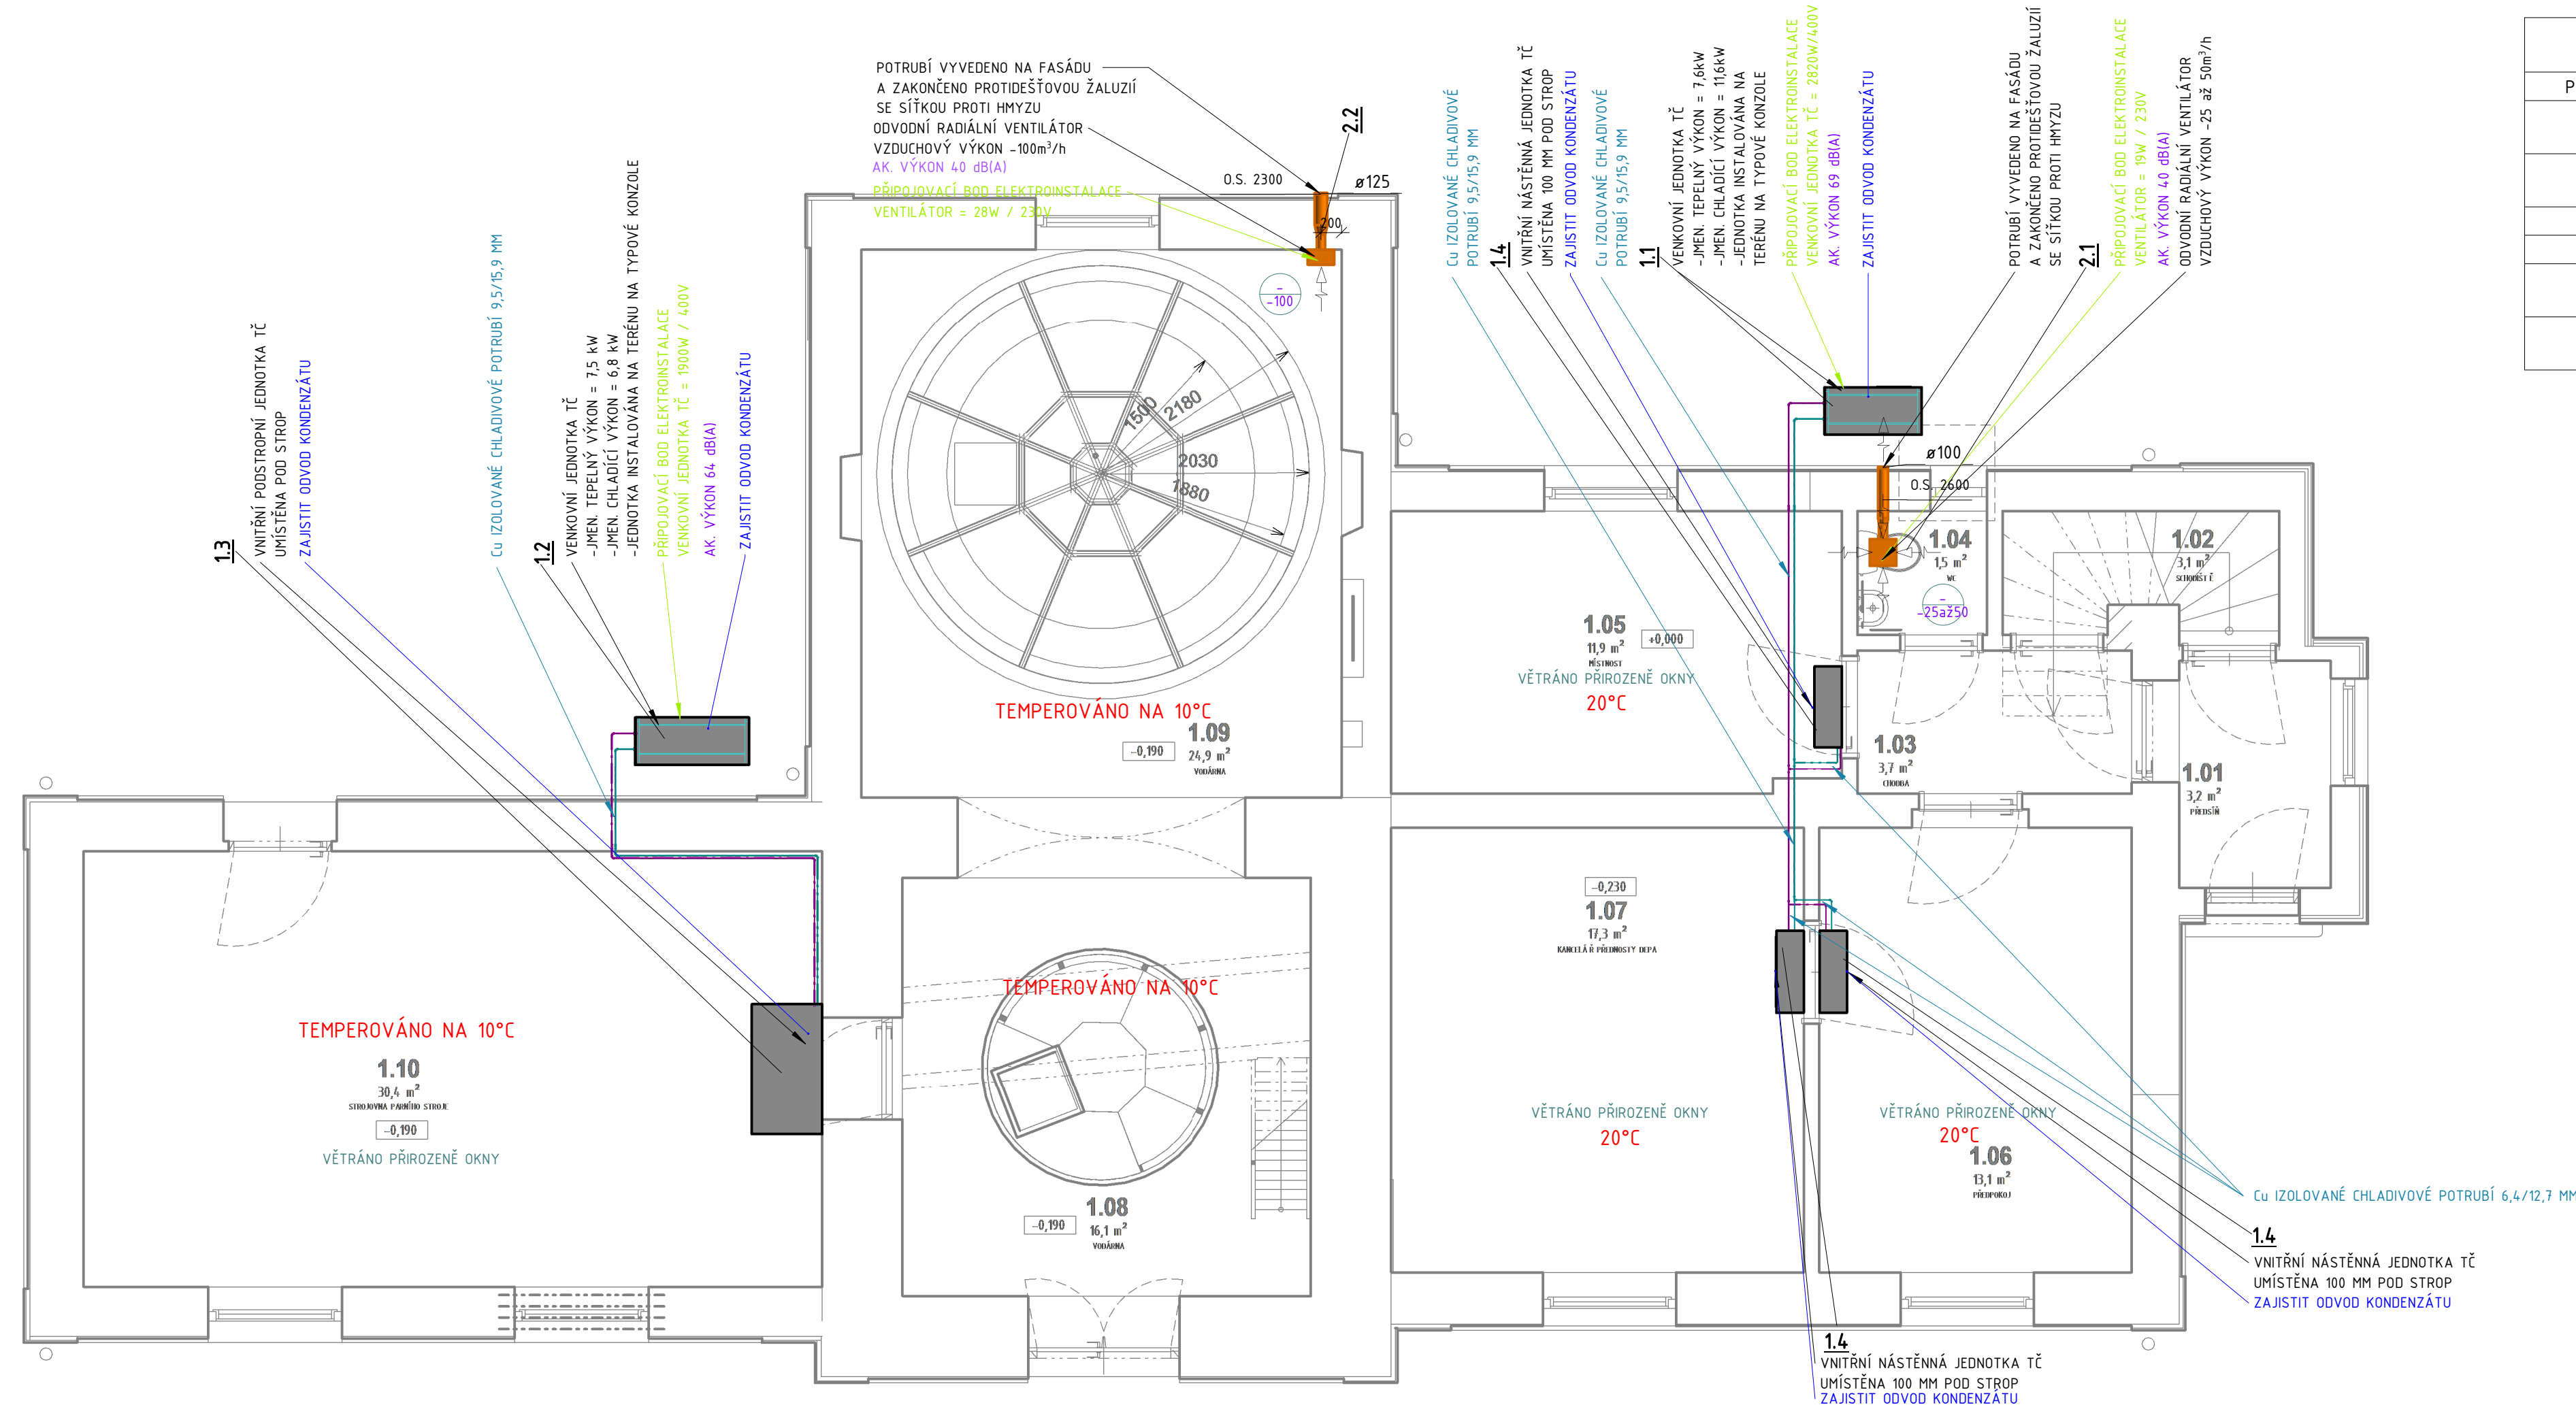 POTRUBÍ VYVEDENO NA FASÁDU
A ZAKONČENO PROTIDEŠŤOVOU ŽALUZIÍ
SE SÍŤKOU PROTI HMYZU
ODVODNÍ RADIÁLNÍ VENTILÁTOR
VZDUCHOVÝ VÝKON -100m³/h
AK. VÝKON 40 dB(A)
PŘIPOJOVACÍ BOD ELEKTROINSTALACE
VENTILÁTOR = 28W / 230V
2.2
O.S. 2300
ø125
200
-
-100
1.3
VNITŘNÍ PODSTROPNÍ JEDNOTKA TČ
UMÍSTĚNA POD STROP
ZAJISTIT ODVOD KONDENZÁTU
Cu IZOLOVANÉ CHLADIVOVÉ POTRUBÍ 9,5/15,9 MM
1.2
VENKOVNÍ JEDNOTKA TČ
-JMEN. TEPELNÝ VÝKON = 7,5 kW
-JMEN. CHLADÍCÍ VÝKON = 6,8 kW
-JEDNOTKA INSTALOVÁNA NA TERÉNU NA TYPOVÉ KONZOLE
PŘIPOJOVACÍ BOD ELEKTROINSTALACE
VENKOVNÍ JEDNOTKA TČ = 1900W / 400V
AK. VÝKON 64 dB(A)
ZAJISTIT ODVOD KONDENZÁTU
Cu IZOLOVANÉ CHLADIVOVÉ
POTRUBÍ 9,5/15,9 MM
1.4
VNITŘNÍ NÁSTĚNNÁ JEDNOTKA TČ
UMÍSTĚNA 100 MM POD STROP
ZAJISTIT ODVOD KONDENZÁTU
Cu IZOLOVANÉ CHLADIVOVÉ
POTRUBÍ 9,5/15,9 MM
1.1
VENKOVNÍ JEDNOTKA TČ
-JMEN. TEPELNÝ VÝKON = 7,6kW
-JMEN. CHLADÍCÍ VÝKON = 11,6kW
-JEDNOTKA INSTALOVÁNA NA
TERÉNU NA TYPOVÉ KONZOLE
PŘIPOJOVACÍ BOD ELEKTROINSTALACE
VENKOVNÍ JEDNOTKA TČ = 2820W/400V
AK. VÝKON 69 dB(A)
ZAJISTIT ODVOD KONDENZÁTU
POTRUBÍ VYVEDENO NA FASÁDU
A ZAKONČENO PROTIDEŠŤOVOU ŽALUZIÍ
SE SÍŤKOU PROTI HMYZU
2.1
PŘIPOJOVACÍ BOD ELEKTROINSTALACE
VENTILÁTOR = 19W / 230V
AK. VÝKON 40 dB(A)
ODVODNÍ RADIÁLNÍ VENTILÁTOR
VZDUCHOVÝ VÝKON -25 až 50m³/h
P
1500
2180
2030
1880
ø100
O.S. 2600
1.04
1,5 m²
WC
-
-25až50
1.02
3,1 m²
SCHODIŠTĚ
1.05
11,9 m²
MÍSTNOST
+0,000
VĚTRÁNO PŘIROZENĚ OKNY
20°C
TEMPEROVÁNO NA 10°C
1.09
24,9 m²
VODÁRNA
-0,190
1.03
3,7 m²
CHODBA
1.01
3,2 m²
PŘEDSÍŇ
-0,230
1.07
17,3 m²
KANCELÁŘ PŘEDNOSTY DEPA
VĚTRÁNO PŘIROZENĚ OKNY
20°C
TEMPEROVÁNO NA 10°C
TEMPEROVÁNO NA 10°C
1.10
30,4 m²
STROJOVNA PARNÍHO STROJE
-0,190
VĚTRÁNO PŘIROZENĚ OKNY
VĚTRÁNO PŘIROZENĚ OKNY
20°C
1.06
13,1 m²
PŘEDPOKOJ
1.08
16,1 m²
VODÁRNA
-0,190
Cu IZOLOVANÉ CHLADIVOVÉ POTRUBÍ 6,4/12,7 MM
1.4
VNITŘNÍ NÁSTĚNNÁ JEDNOTKA TČ
UMÍSTĚNA 100 MM POD STROP
ZAJISTIT ODVOD KONDENZÁTU
1.4
VNITŘNÍ NÁSTĚNNÁ JEDNOTKA TČ
UMÍSTĚNA 100 MM POD STROP
ZAJISTIT ODVOD KONDENZÁTU